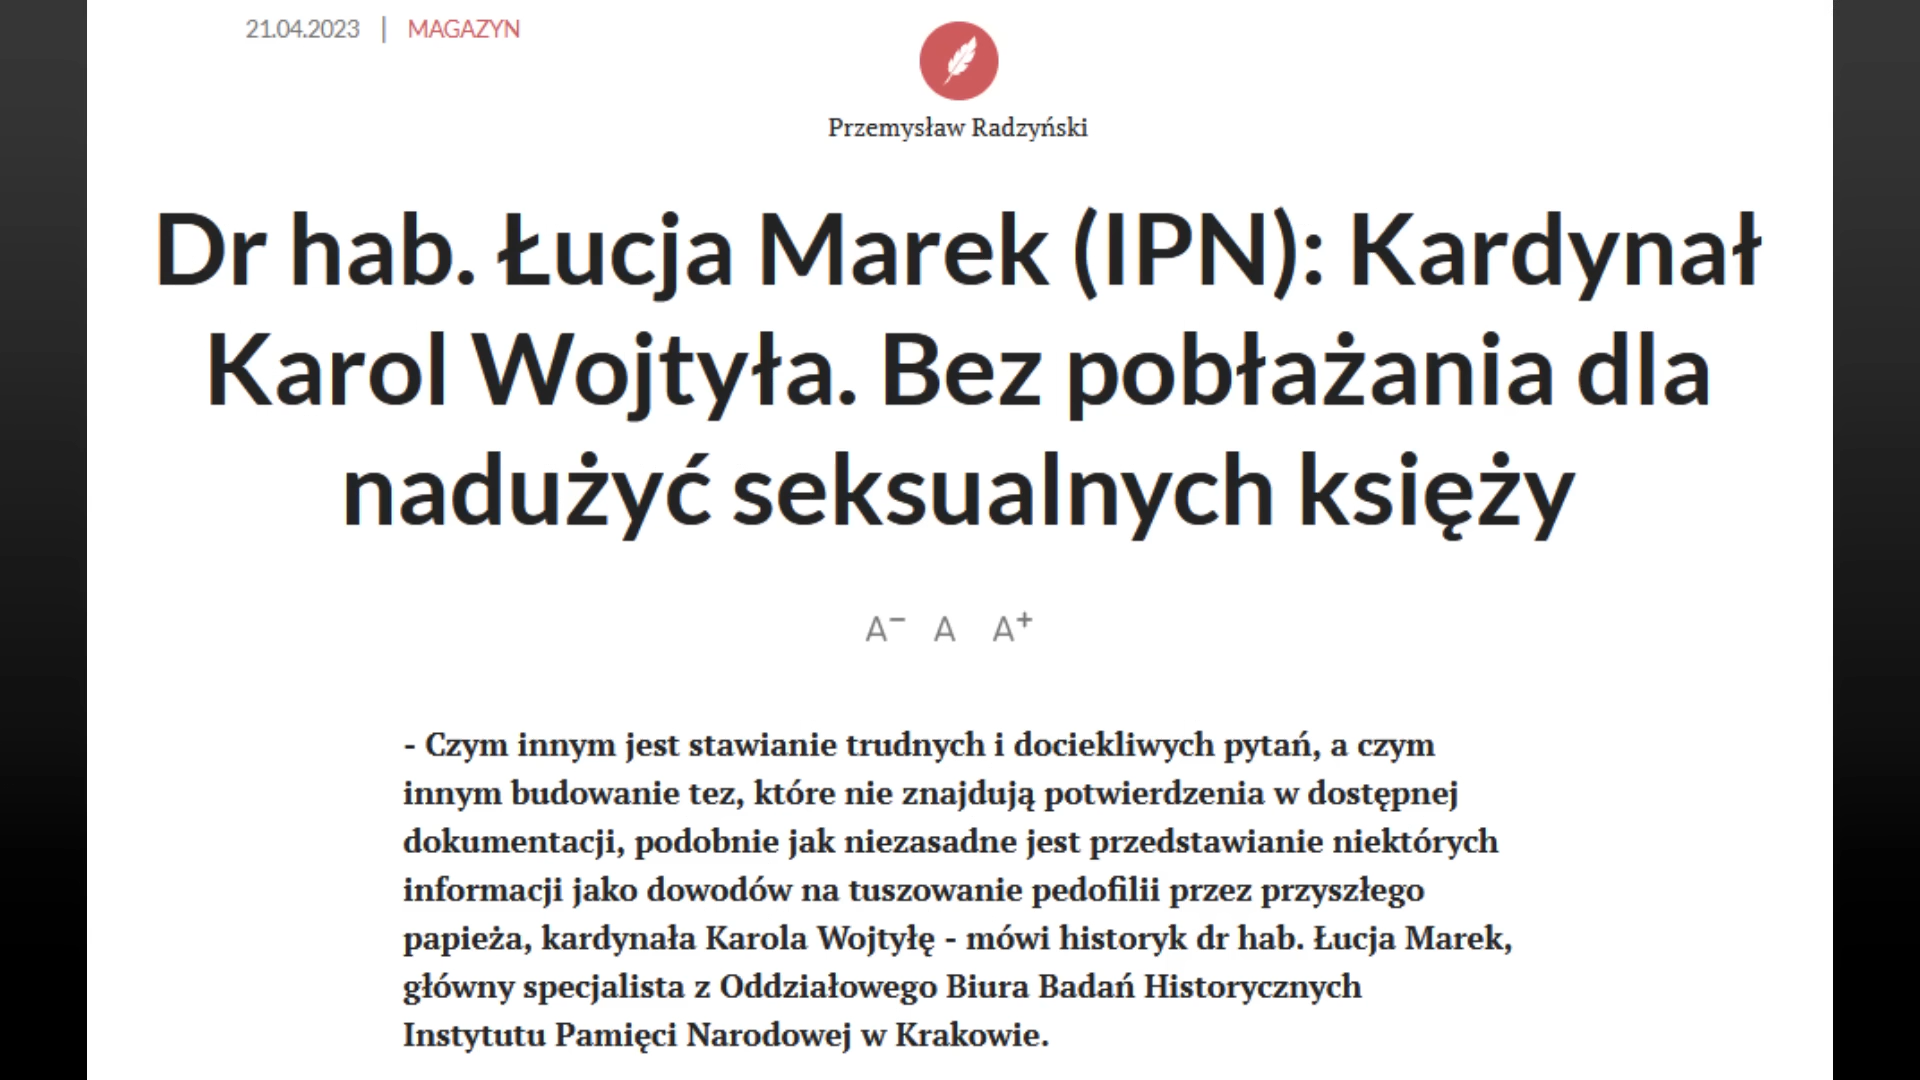 21.04.2023 | MAGAZYN
Przemysław Radzyński
Dr hab. Łucja Marek (IPN): Kardynał
Karol Wojtyła. Bez pobłażania dla
nadużyć seksualnych księży
A⁻ A A⁺
- Czym innym jest stawianie trudnych i dociekliwych pytań, a czym
innym budowanie tez, które nie znajdują potwierdzenia w dostępnej
dokumentacji, podobnie jak niezasadne jest przedstawianie niektórych
informacji jako dowodów na tuszowanie pedofilii przez przyszłego
papieża, kardynała Karola Wojtyłę - mówi historyk dr hab. Łucja Marek,
główny specjalista z Oddziałowego Biura Badań Historycznych
Instytutu Pamięci Narodowej w Krakowie.